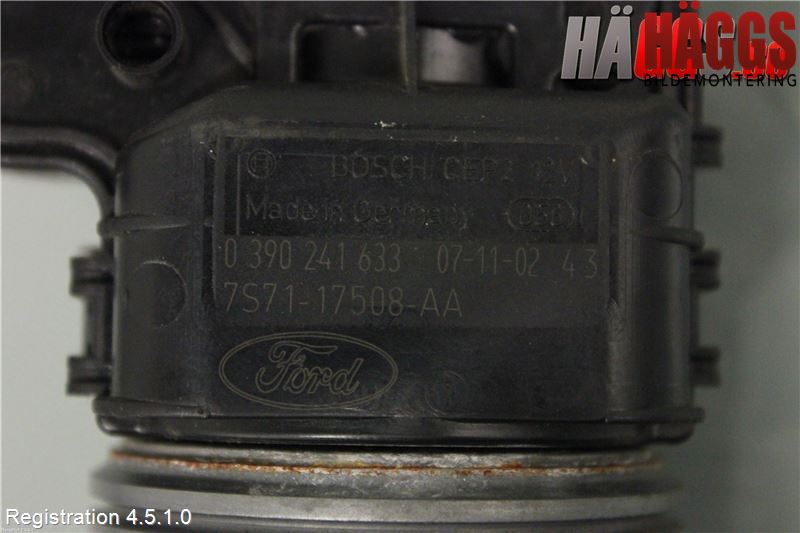 HÄGGS
BILDEMONTERING
BOSCH CEP2 12V
Made in Germany
0 390 241 633 07-11-02 43
7S71-17508-AA
Ford
Registration 4.5.1.0